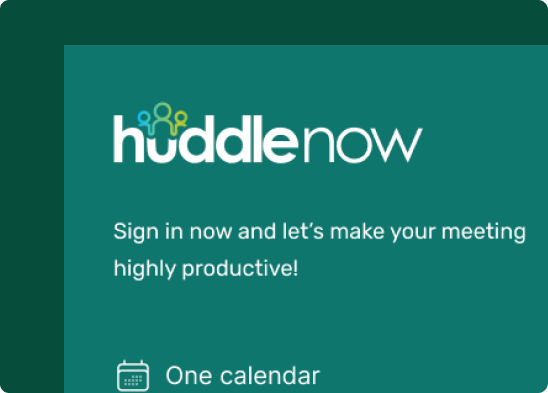 huddlenow
Sign in now and let's make your meeting
highly productive!
One calendar